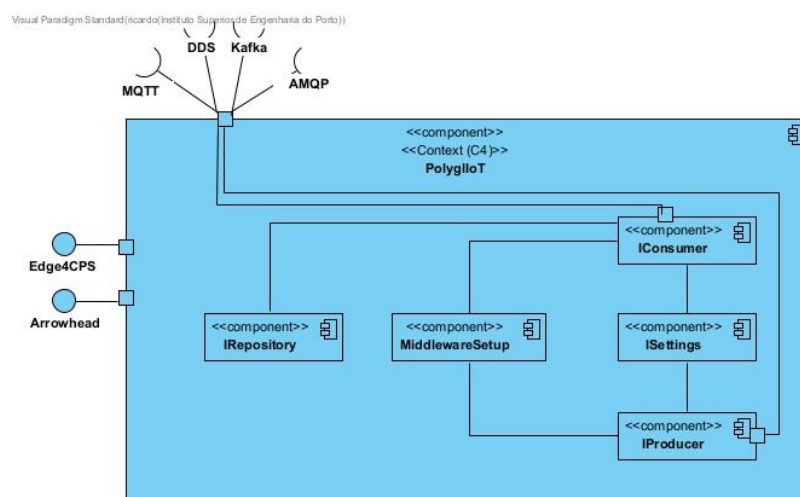 Visual Paradigm Standard(ricardo(Instituto Superior de Engenharia do Porto))
DDS Kafka
MQTT
AMQP
<<component>>
<<Context (C4)>>
PolyglIoT
<<component>>
IConsumer
Edge4CPS
Arrowhead
<<component>>
IRepository
<<component>>
MiddlewareSetup
<<component>>
ISettings
<<component>>
IProducer